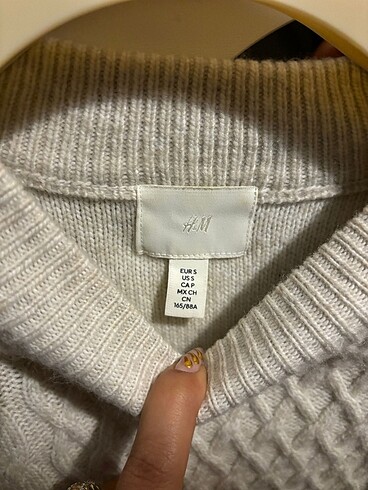 H&M
EUR S
US S
CA P
MX CH
CN
165/88A